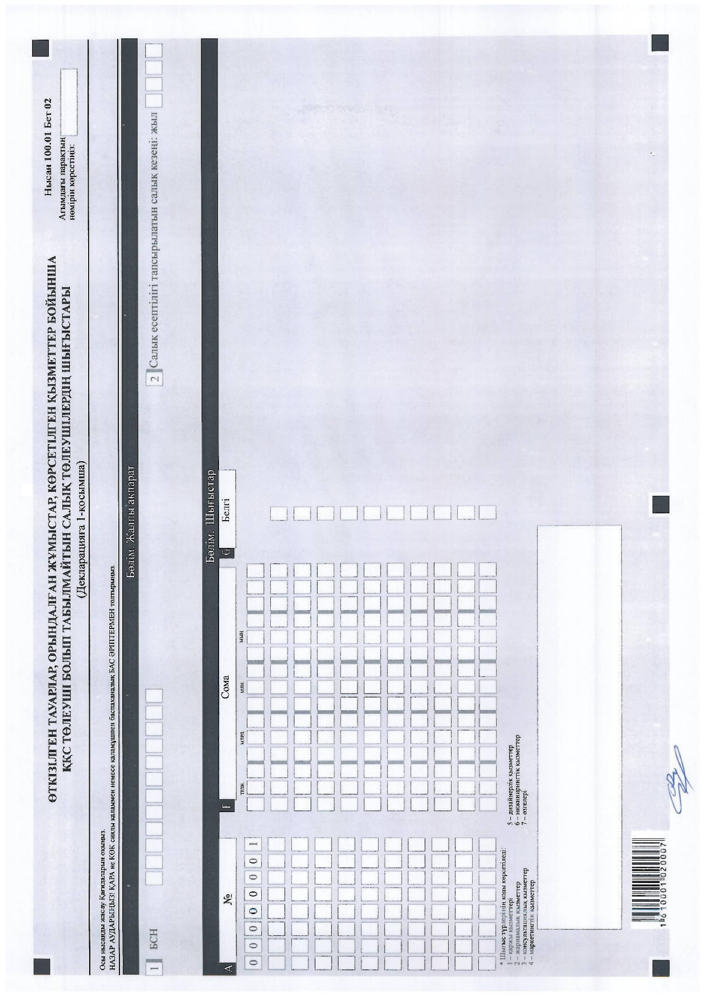 ӨТКІЗІЛГЕН ТАУАРЛАР, ОРЫНДАЛҒАН ЖҰМЫСТАР, КӨРСЕТІЛГЕН ҚЫЗМЕТТЕР БОЙЫНША
ҚҚС ТӨЛЕУШІ БОЛЫП ТАБЫЛМАЙТЫН САЛЫҚ ТӨЛЕУШІЛЕРДІҢ ШЫҒЫСТАРЫ
(Декларацияға 1-қосымша)
Нысан 100.01 Бет 02
Ағымдағы парақтың
нөмірін көрсетіңіз:
Осы нысанды жасау Қағидаларын оқыңыз.
НАЗАР АУДАРЫҢЫЗ! ҚАРА не КӨК сиялы қаламмен немесе қаламұшпен баспаханалық БАС ӘРІПТЕРМЕН толтырыңыз.
Бөлім. Жалпы ақпарат
1 БСН
2 Салық есептілігі тапсырылатын салық кезеңі: жыл
Бөлім. Шығыстар
A № F Сома G Белгі
трлн. млрд. млн. мың
0 0 0 0 0 0 0 1
* Шығыс түрлерінің коды көрсетіледі:
1 – қаржы қызметтері
2 – жарнамалық қызметтер
3 – консультациялық қызметтер
4 – маркетингтік қызметтер
5 – дизайнерлік қызметтер
6 – инжинирингтік қызметтер
7 – өзгелері
1610001020007